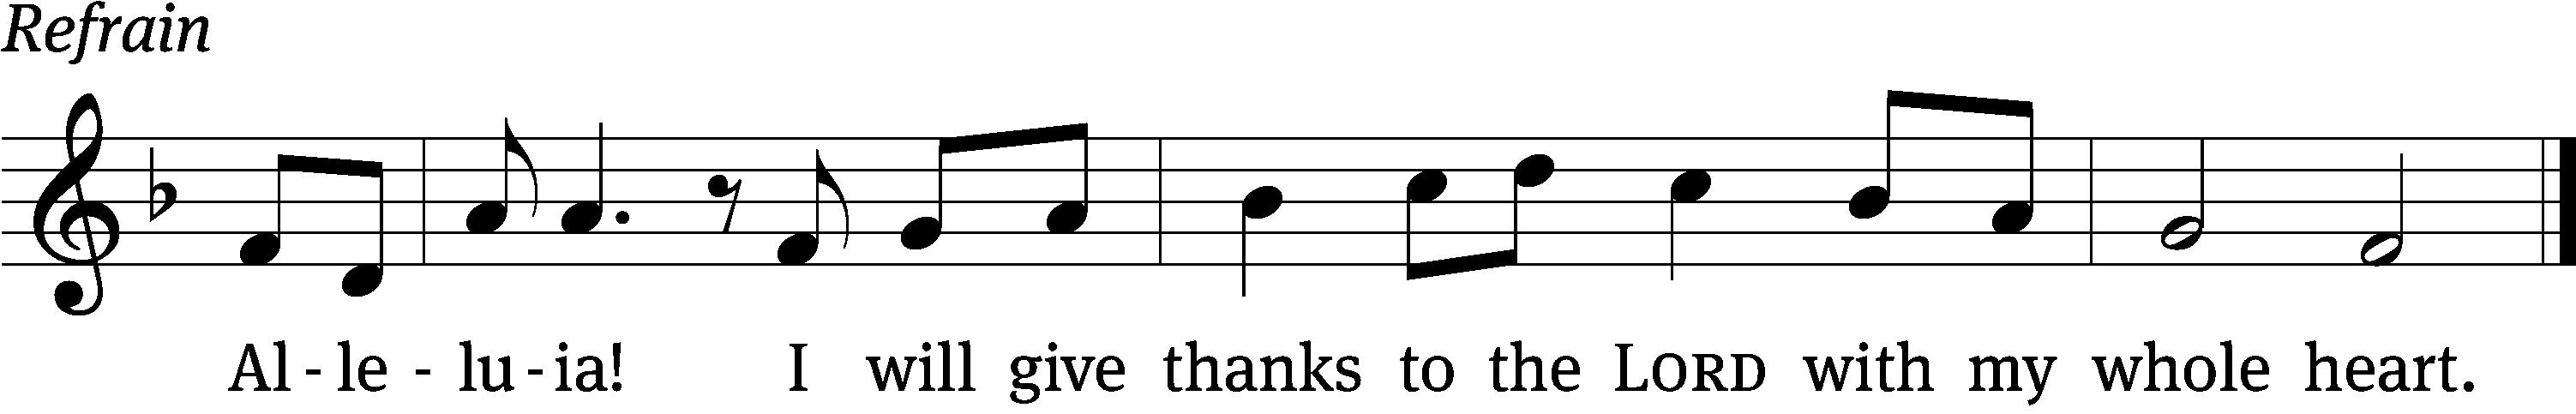 Refrain
Al - le - lu - ia! I will give thanks to the LORD with my whole heart.